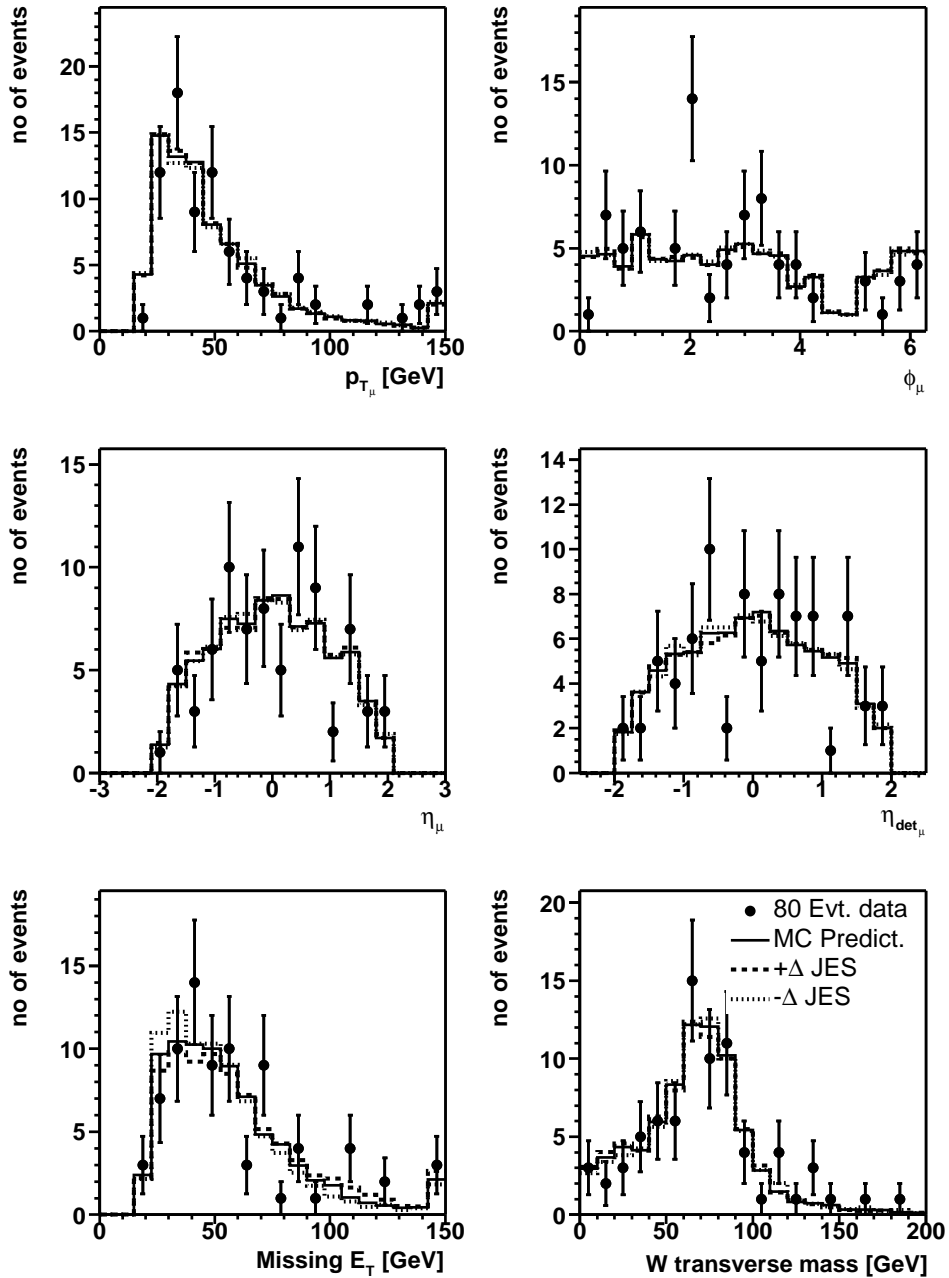 no of events
20
15
10
5
0
0 50 100 150
p_Tμ [GeV]
no of events
15
10
5
0
0 2 4 6
ϕ_μ
no of events
15
10
5
0
-3 -2 -1 0 1 2 3
η_μ
no of events
14
12
10
8
6
4
2
0
-2 -1 0 1 2
η_det_μ
no of events
15
10
5
0
0 50 100 150
Missing E_T [GeV]
no of events
20
15
10
5
0
0 50 100 150 200
W transverse mass [GeV]
80 Evt. data
MC Predict.
+Δ JES
-Δ JES